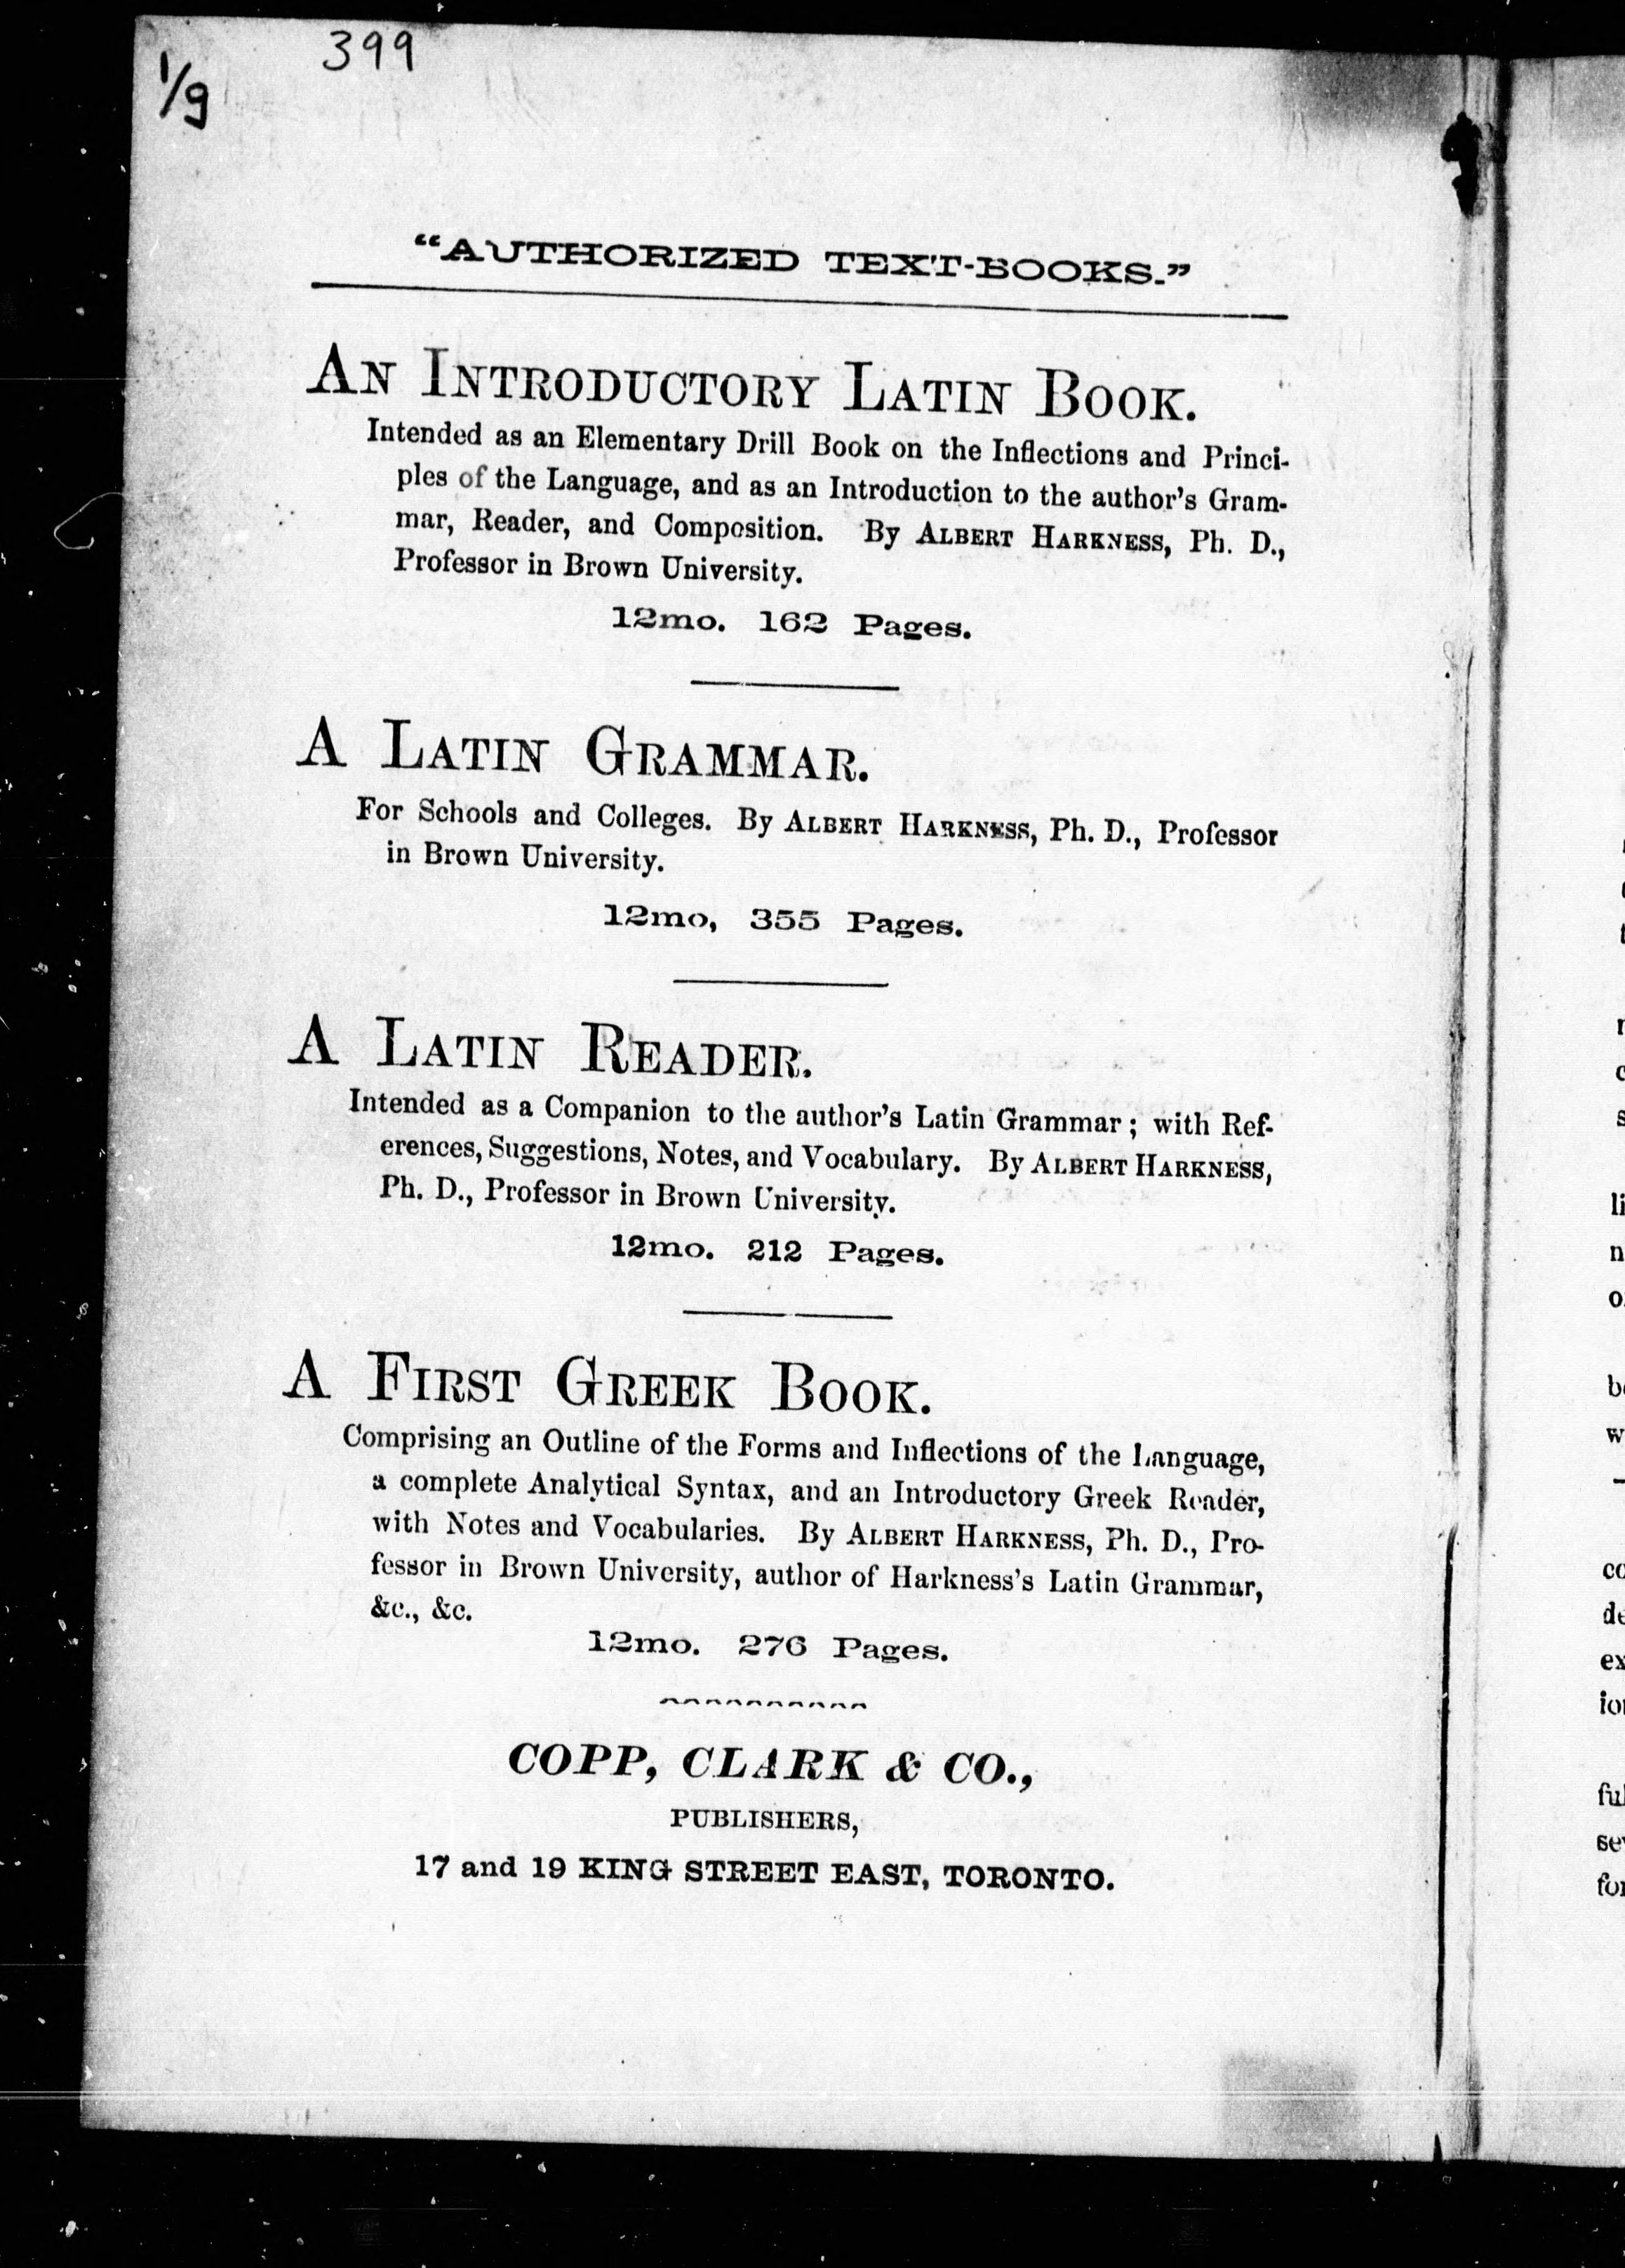 399
1/9
“AUTHORIZED TEXT-BOOKS.”
AN INTRODUCTORY LATIN BOOK.
Intended as an Elementary Drill Book on the Inflections and Princi-
ples of the Language, and as an Introduction to the author’s Gram-
mar, Reader, and Composition. By ALBERT HARKNESS, Ph. D.,
Professor in Brown University.
12mo. 162 Pages.
A LATIN GRAMMAR.
For Schools and Colleges. By ALBERT HARKNESS, Ph. D., Professor
in Brown University.
12mo, 355 Pages.
A LATIN READER.
Intended as a Companion to the author’s Latin Grammar; with Ref-
erences, Suggestions, Notes, and Vocabulary. By ALBERT HARKNESS,
Ph. D., Professor in Brown University.
12mo. 212 Pages.
A FIRST GREEK BOOK.
Comprising an Outline of the Forms and Inflections of the Language,
a complete Analytical Syntax, and an Introductory Greek Reader,
with Notes and Vocabularies. By ALBERT HARKNESS, Ph. D., Pro-
fessor in Brown University, author of Harkness’s Latin Grammar,
&c., &c.
12mo. 276 Pages.
COPP, CLARK & CO.,
PUBLISHERS,
17 and 19 KING STREET EAST, TORONTO.